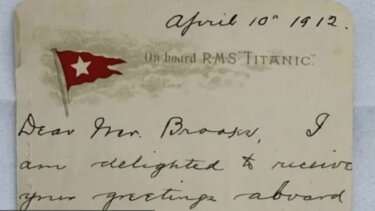 April 10th 1912.
On board R.M.S "TITANIC."
Dear Mr. Brooks, I
am delighted to receive
your greetings aboard